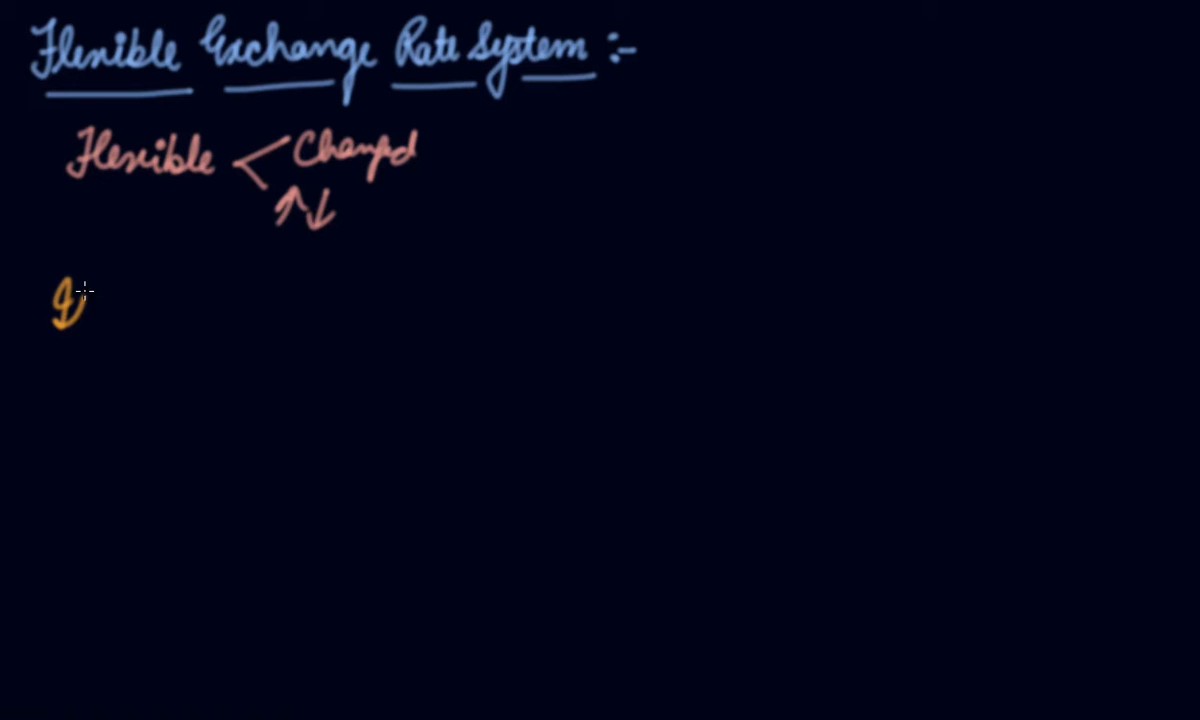 Flexible Exchange Rate System :-
Flexible < Changed
↑↓